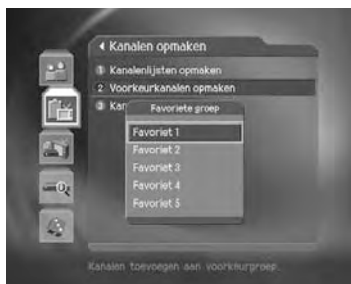 Kanalen opmaken
1 Kanalenlijsten opmaken
2 Voorkeurkanalen opmaken
3 Kan
Favoriete groep
Favoriet 1
Favoriet 2
Favoriet 3
Favoriet 4
Favoriet 5
Kanalen toevoegen aan voorkeurgroep.